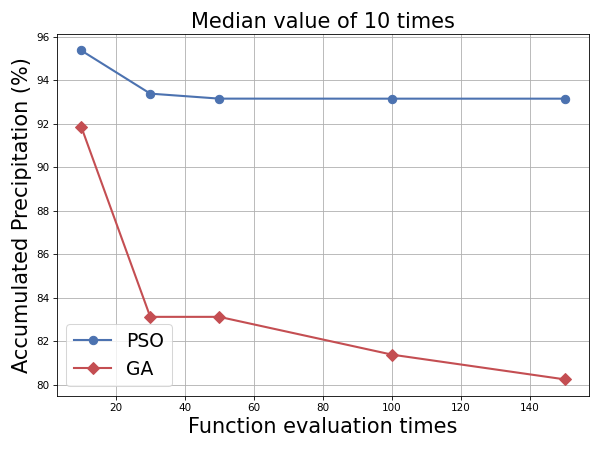 Median value of 10 times
Accumulated Precipitation (%)
96
94
92
90
88
86
84
82
80
PSO
GA
20 40 60 80 100 120 140
Function evaluation times